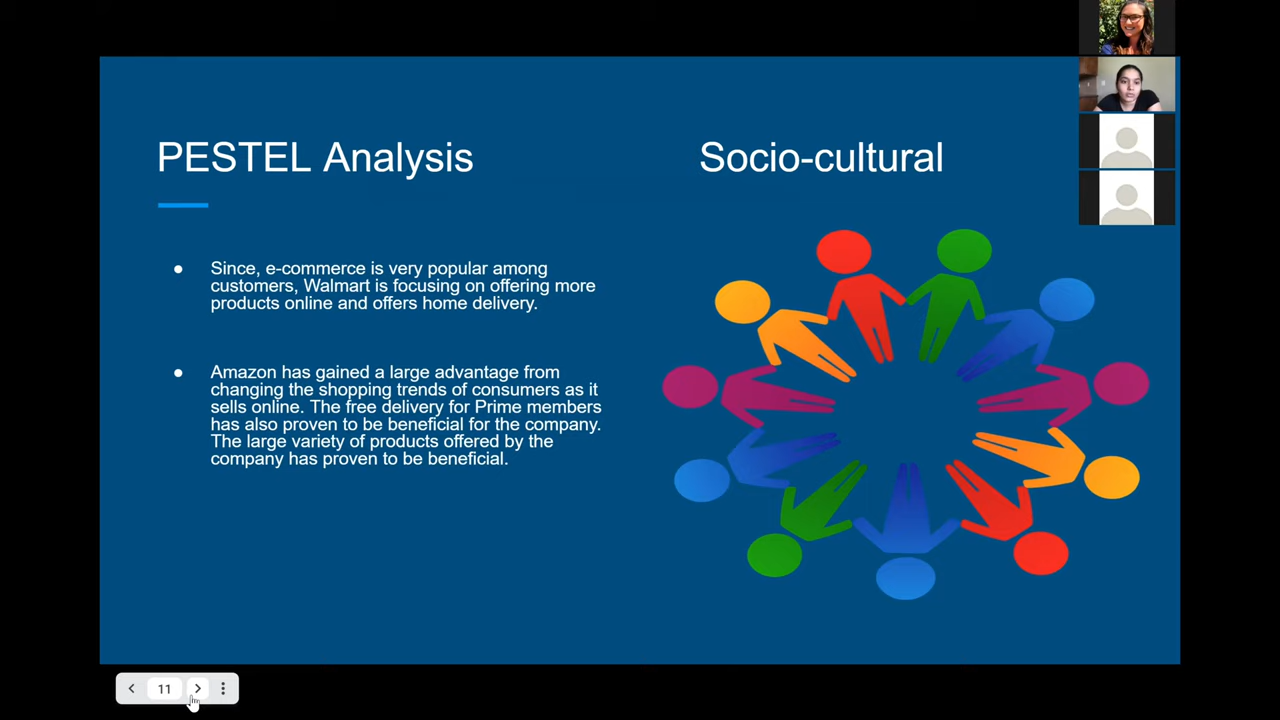 PESTEL Analysis
Socio-cultural
● Since, e-commerce is very popular among
customers, Walmart is focusing on offering more
products online and offers home delivery.
● Amazon has gained a large advantage from
changing the shopping trends of consumers as it
sells online. The free delivery for Prime members
has also proven to be beneficial for the company.
The large variety of products offered by the
company has proven to be beneficial.
11